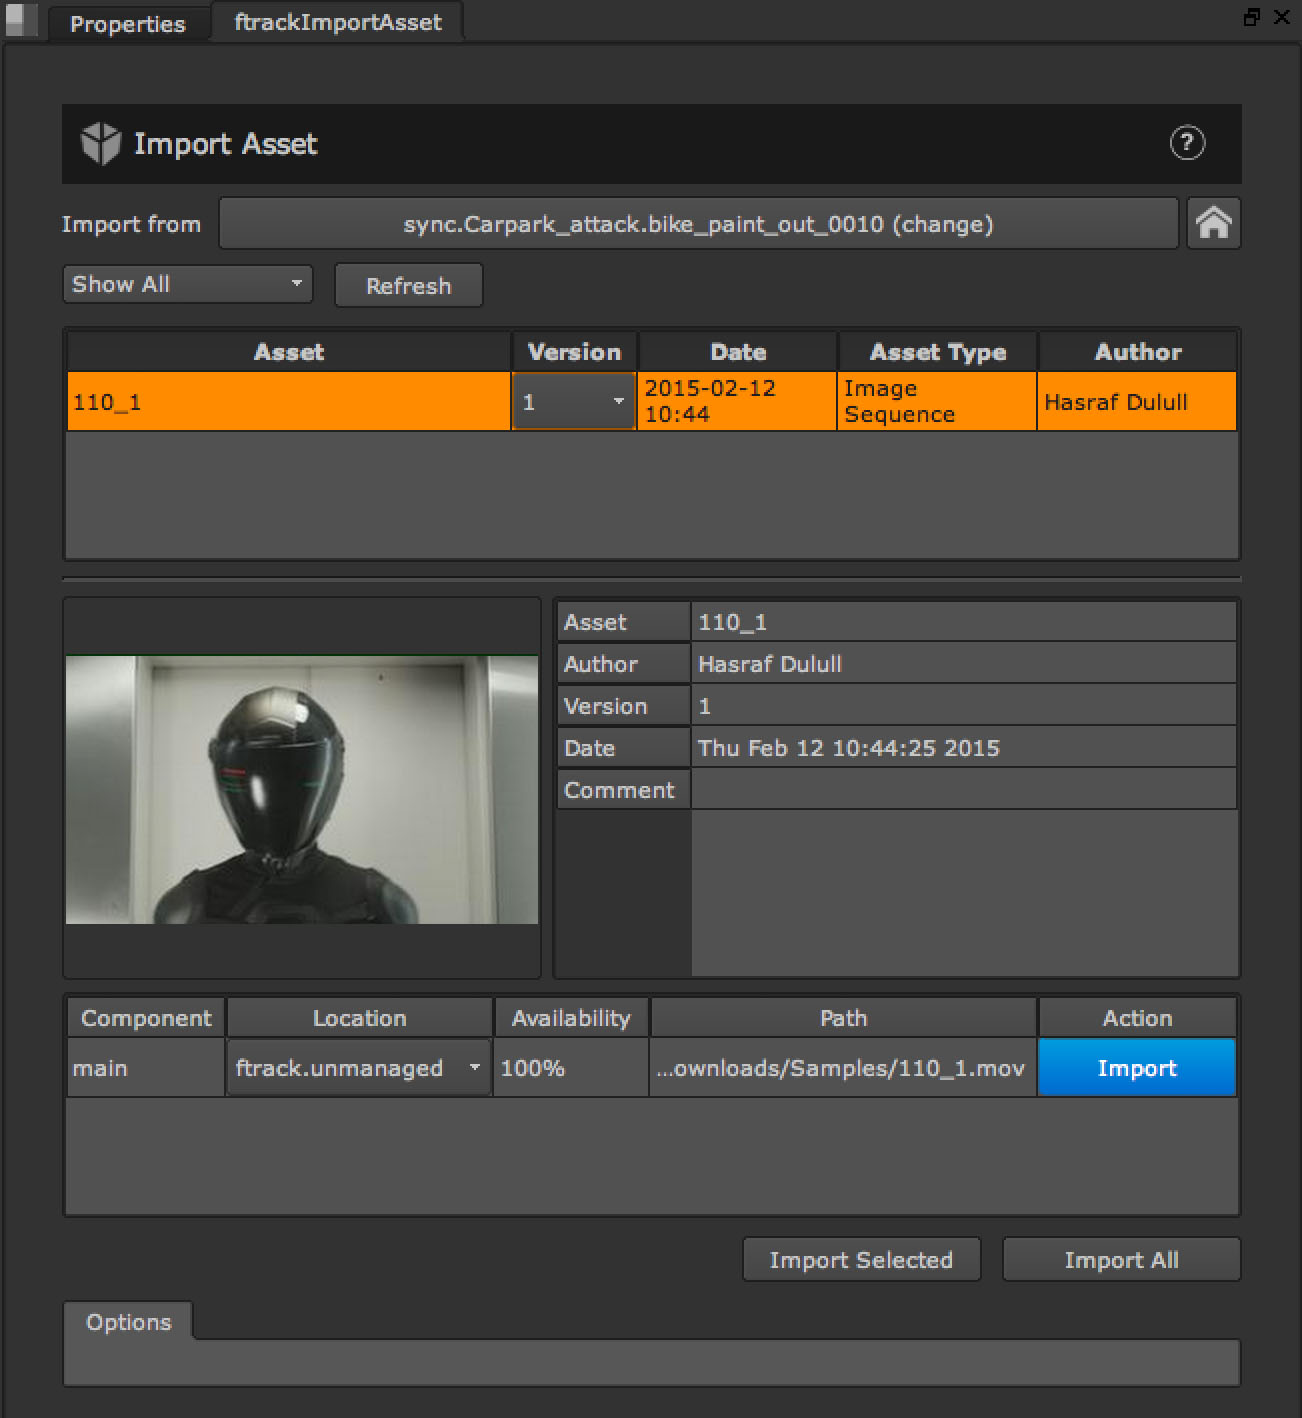 Properties
ftrackImportAsset
Import Asset
?
Import from
sync.Carpark_attack.bike_paint_out_0010 (change)
Show All
Refresh
Asset Version Date Asset Type Author
110_1 1 2015-02-12 10:44 Image Sequence Hasraf Dulull
Asset 110_1
Author Hasraf Dulull
Version 1
Date Thu Feb 12 10:44:25 2015
Comment
Component Location Availability Path Action
main ftrack.unmanaged 100% ...ownloads/Samples/110_1.mov Import
Import Selected
Import All
Options